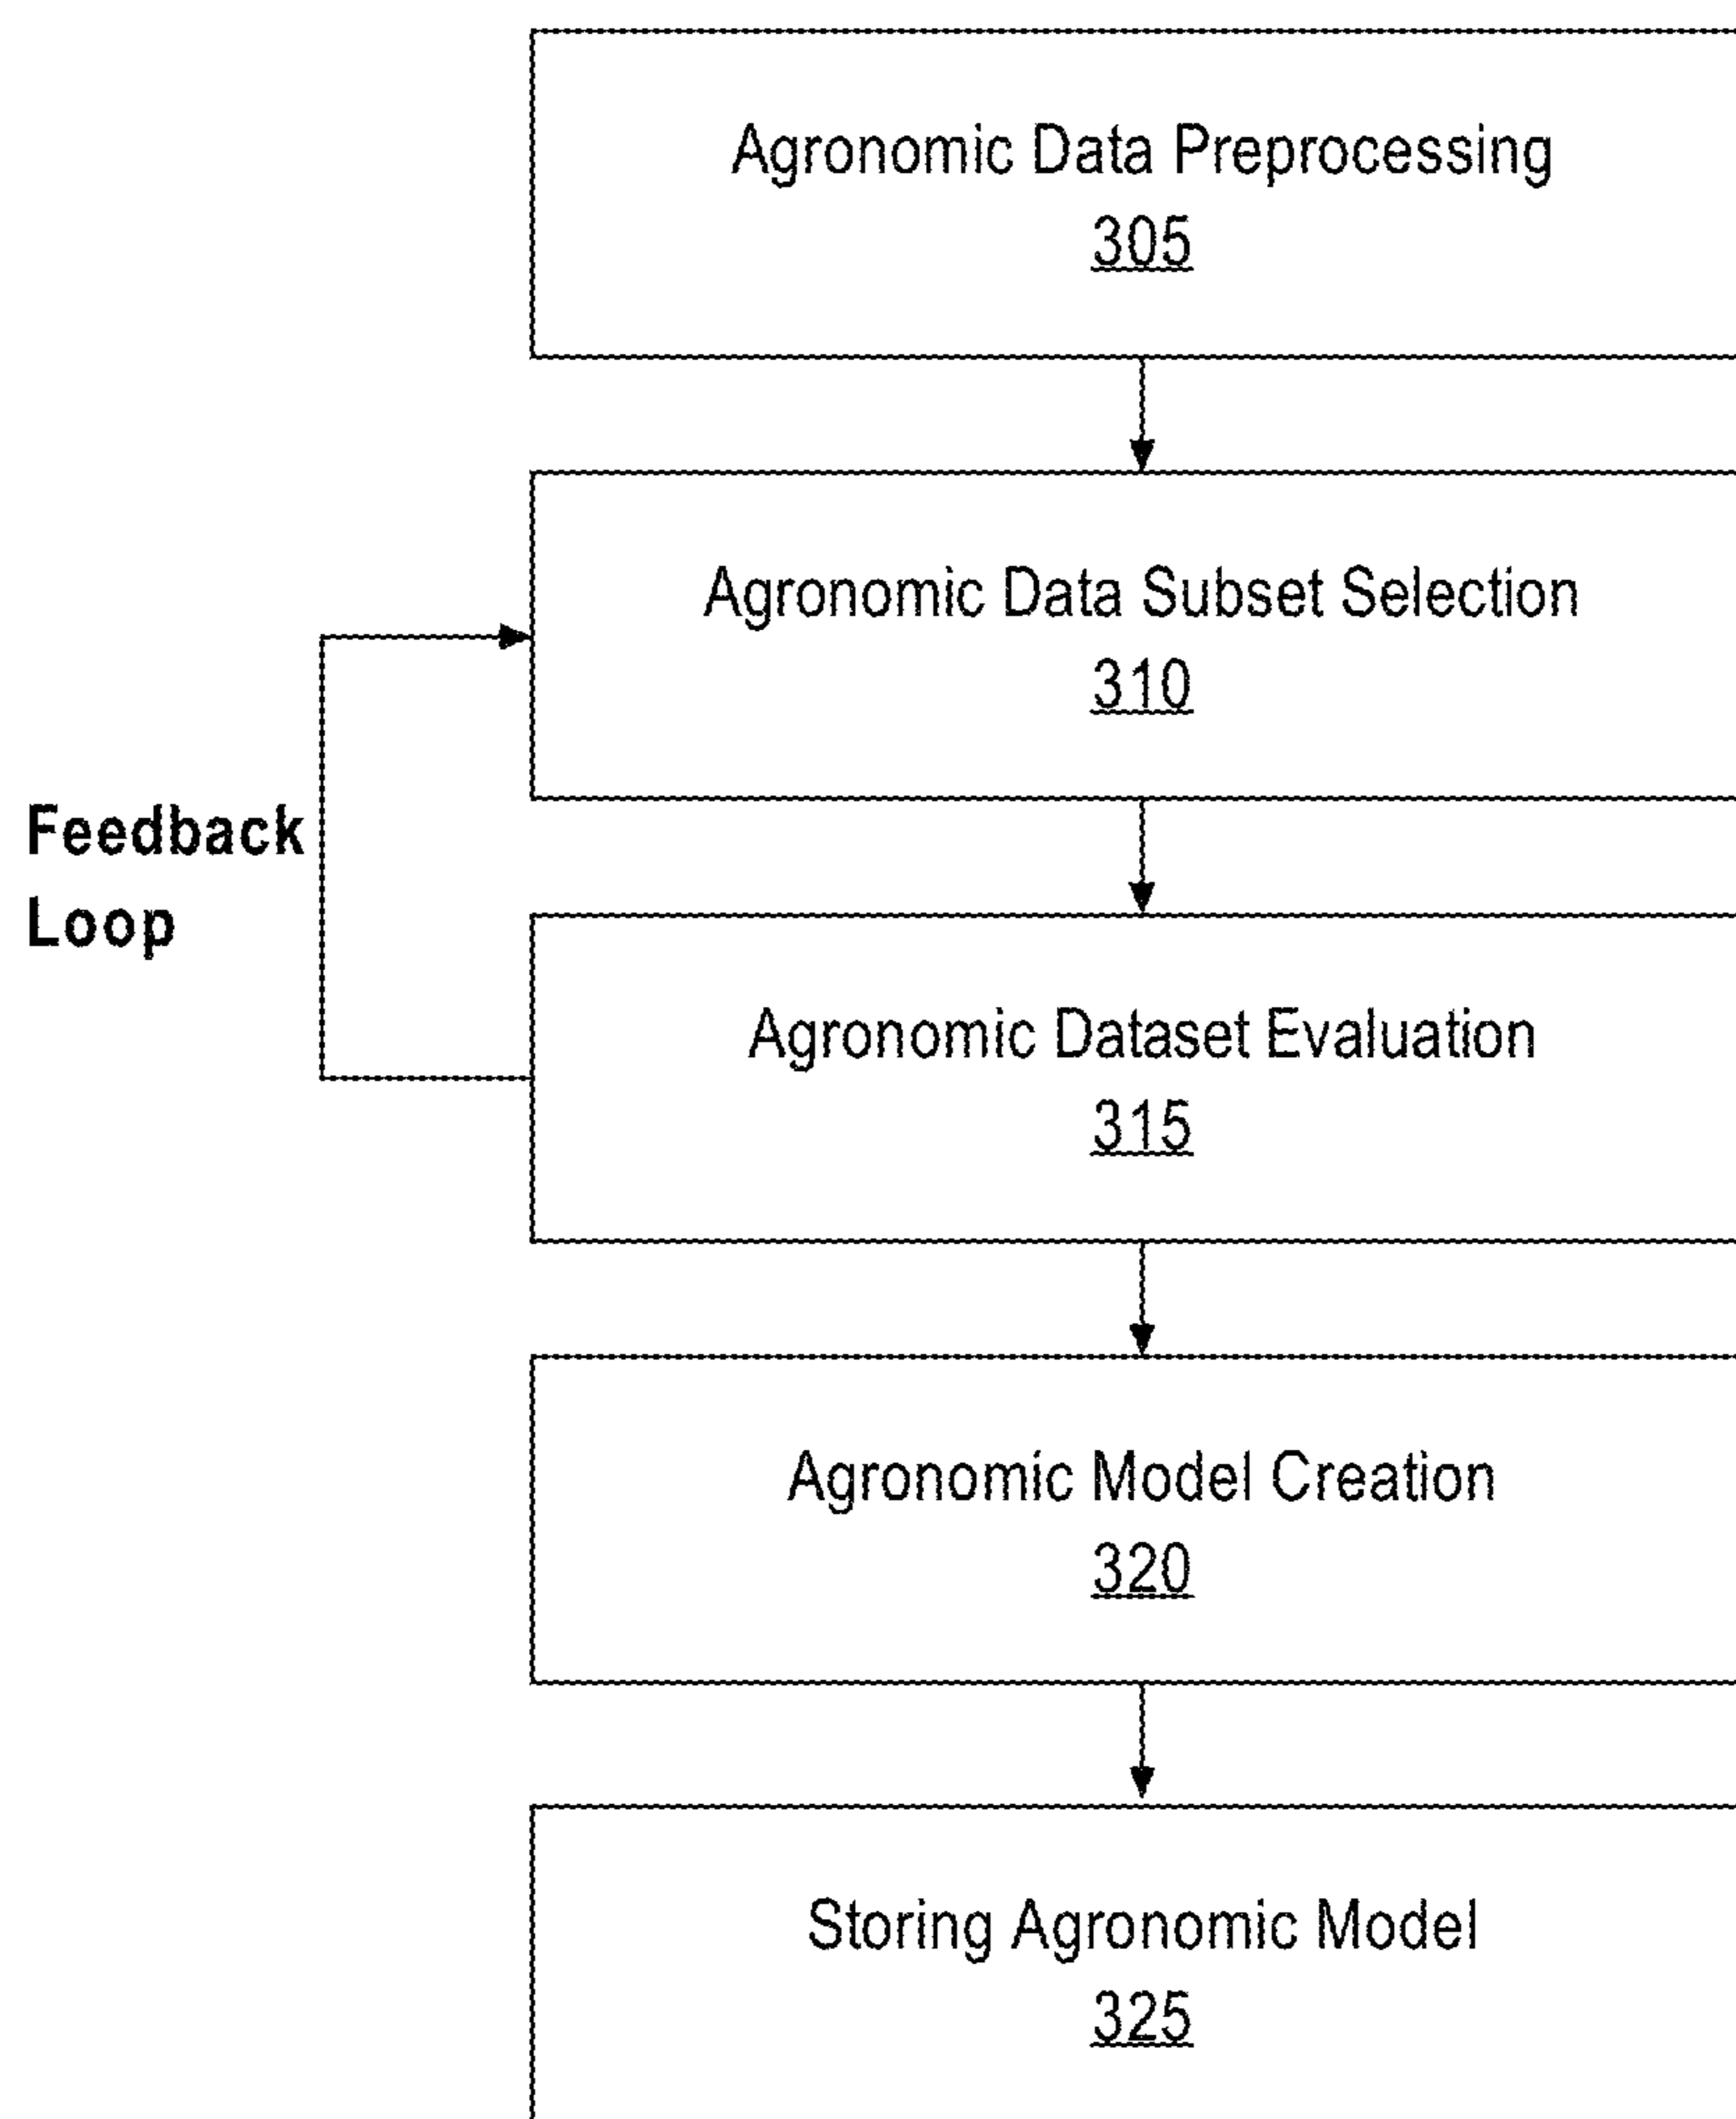 Agronomic Data Preprocessing
305
Agronomic Data Subset Selection
310
Feedback
Loop
Agronomic Dataset Evaluation
315
Agronomic Model Creation
320
Storing Agronomic Model
325